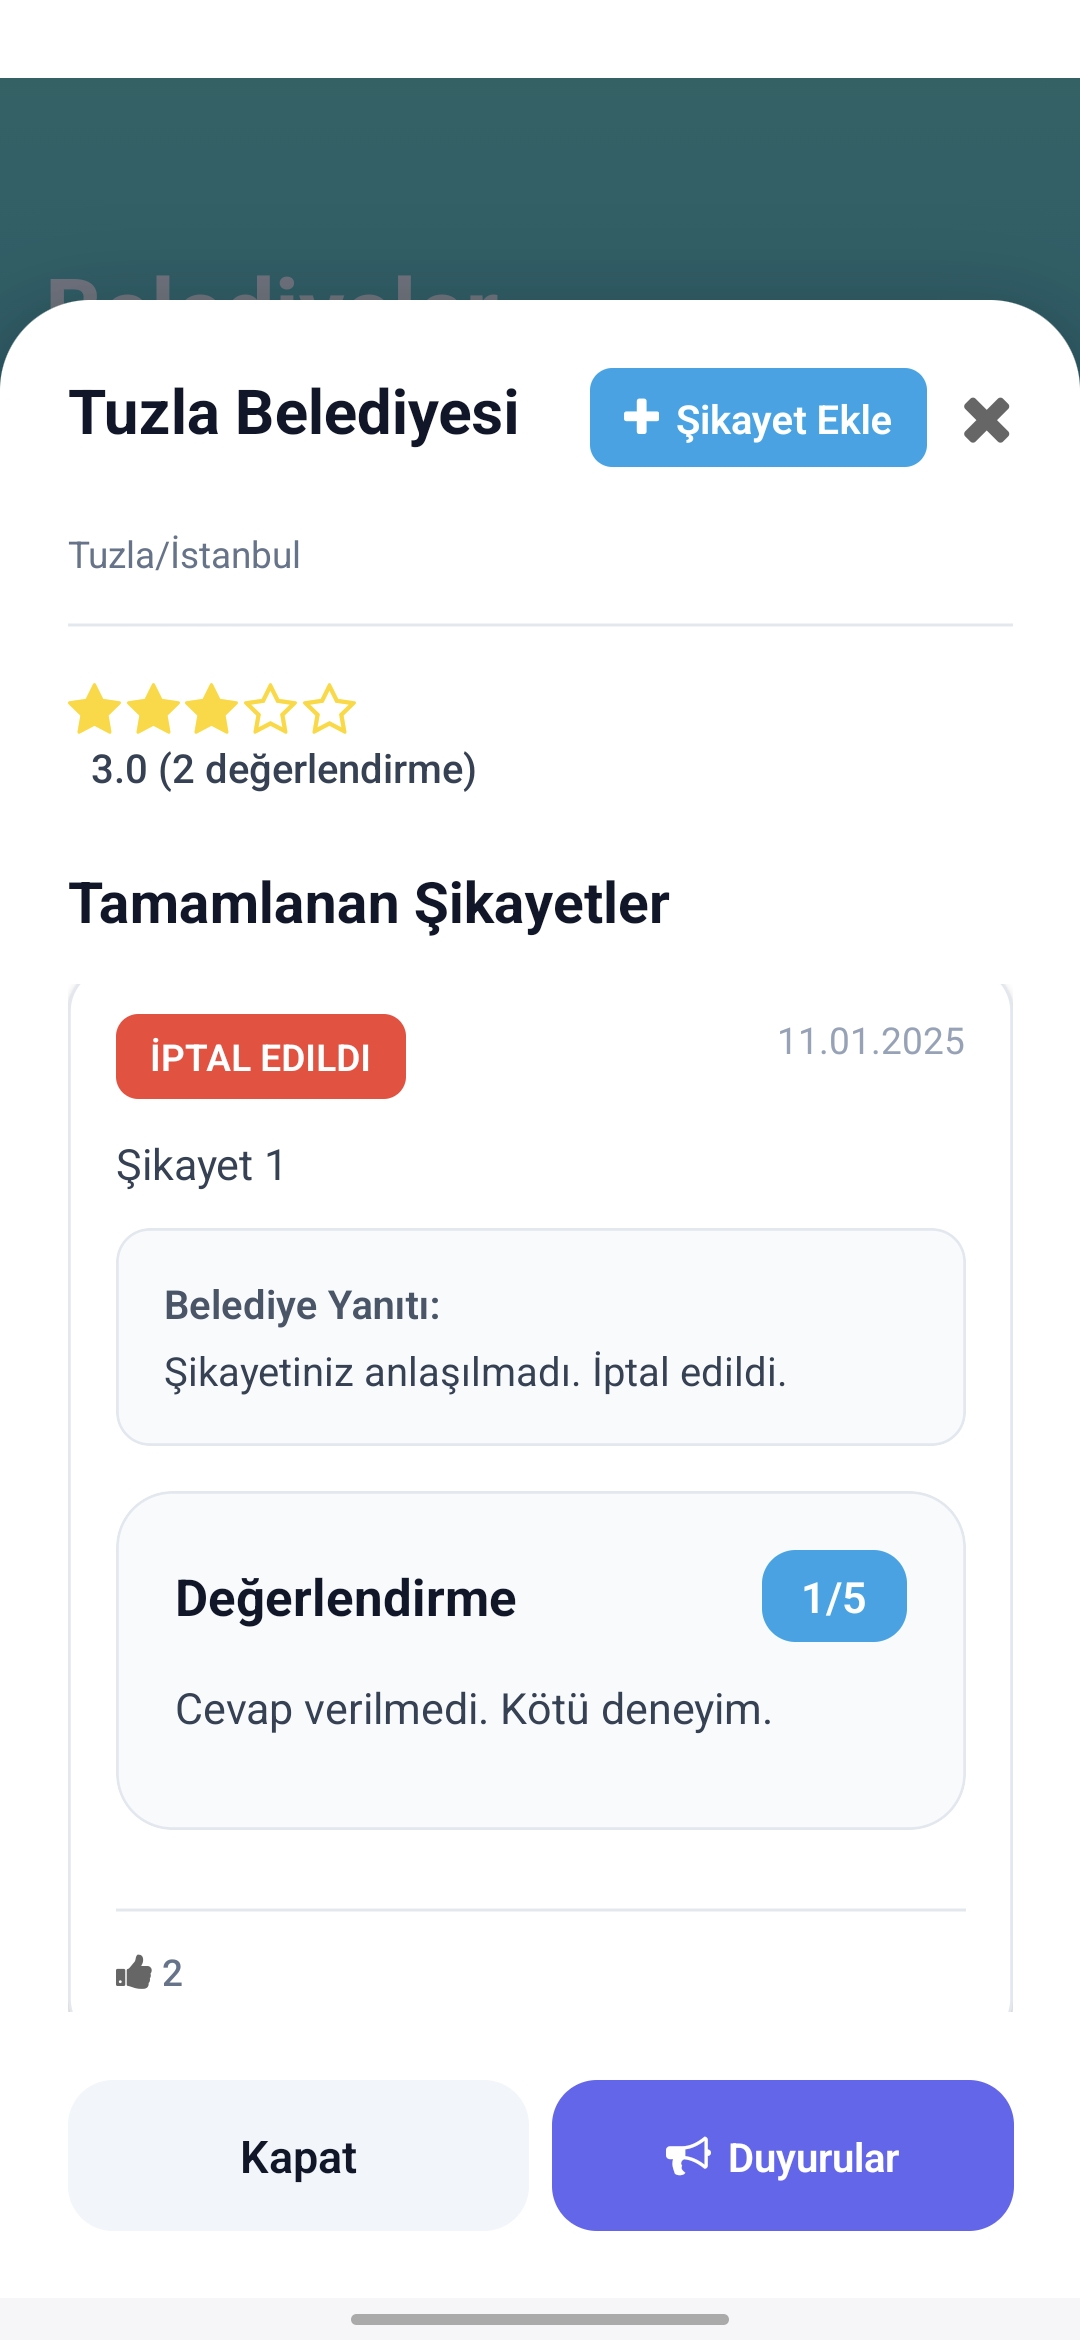 Belediyeler
Tuzla Belediyesi
Şikayet Ekle
Tuzla/İstanbul
3.0 (2 değerlendirme)
Tamamlanan Şikayetler
İPTAL EDILDI
11.01.2025
Şikayet 1
Belediye Yanıtı:
Şikayetiniz anlaşılmadı. İptal edildi.
Değerlendirme
1/5
Cevap verilmedi. Kötü deneyim.
2
Kapat
Duyurular